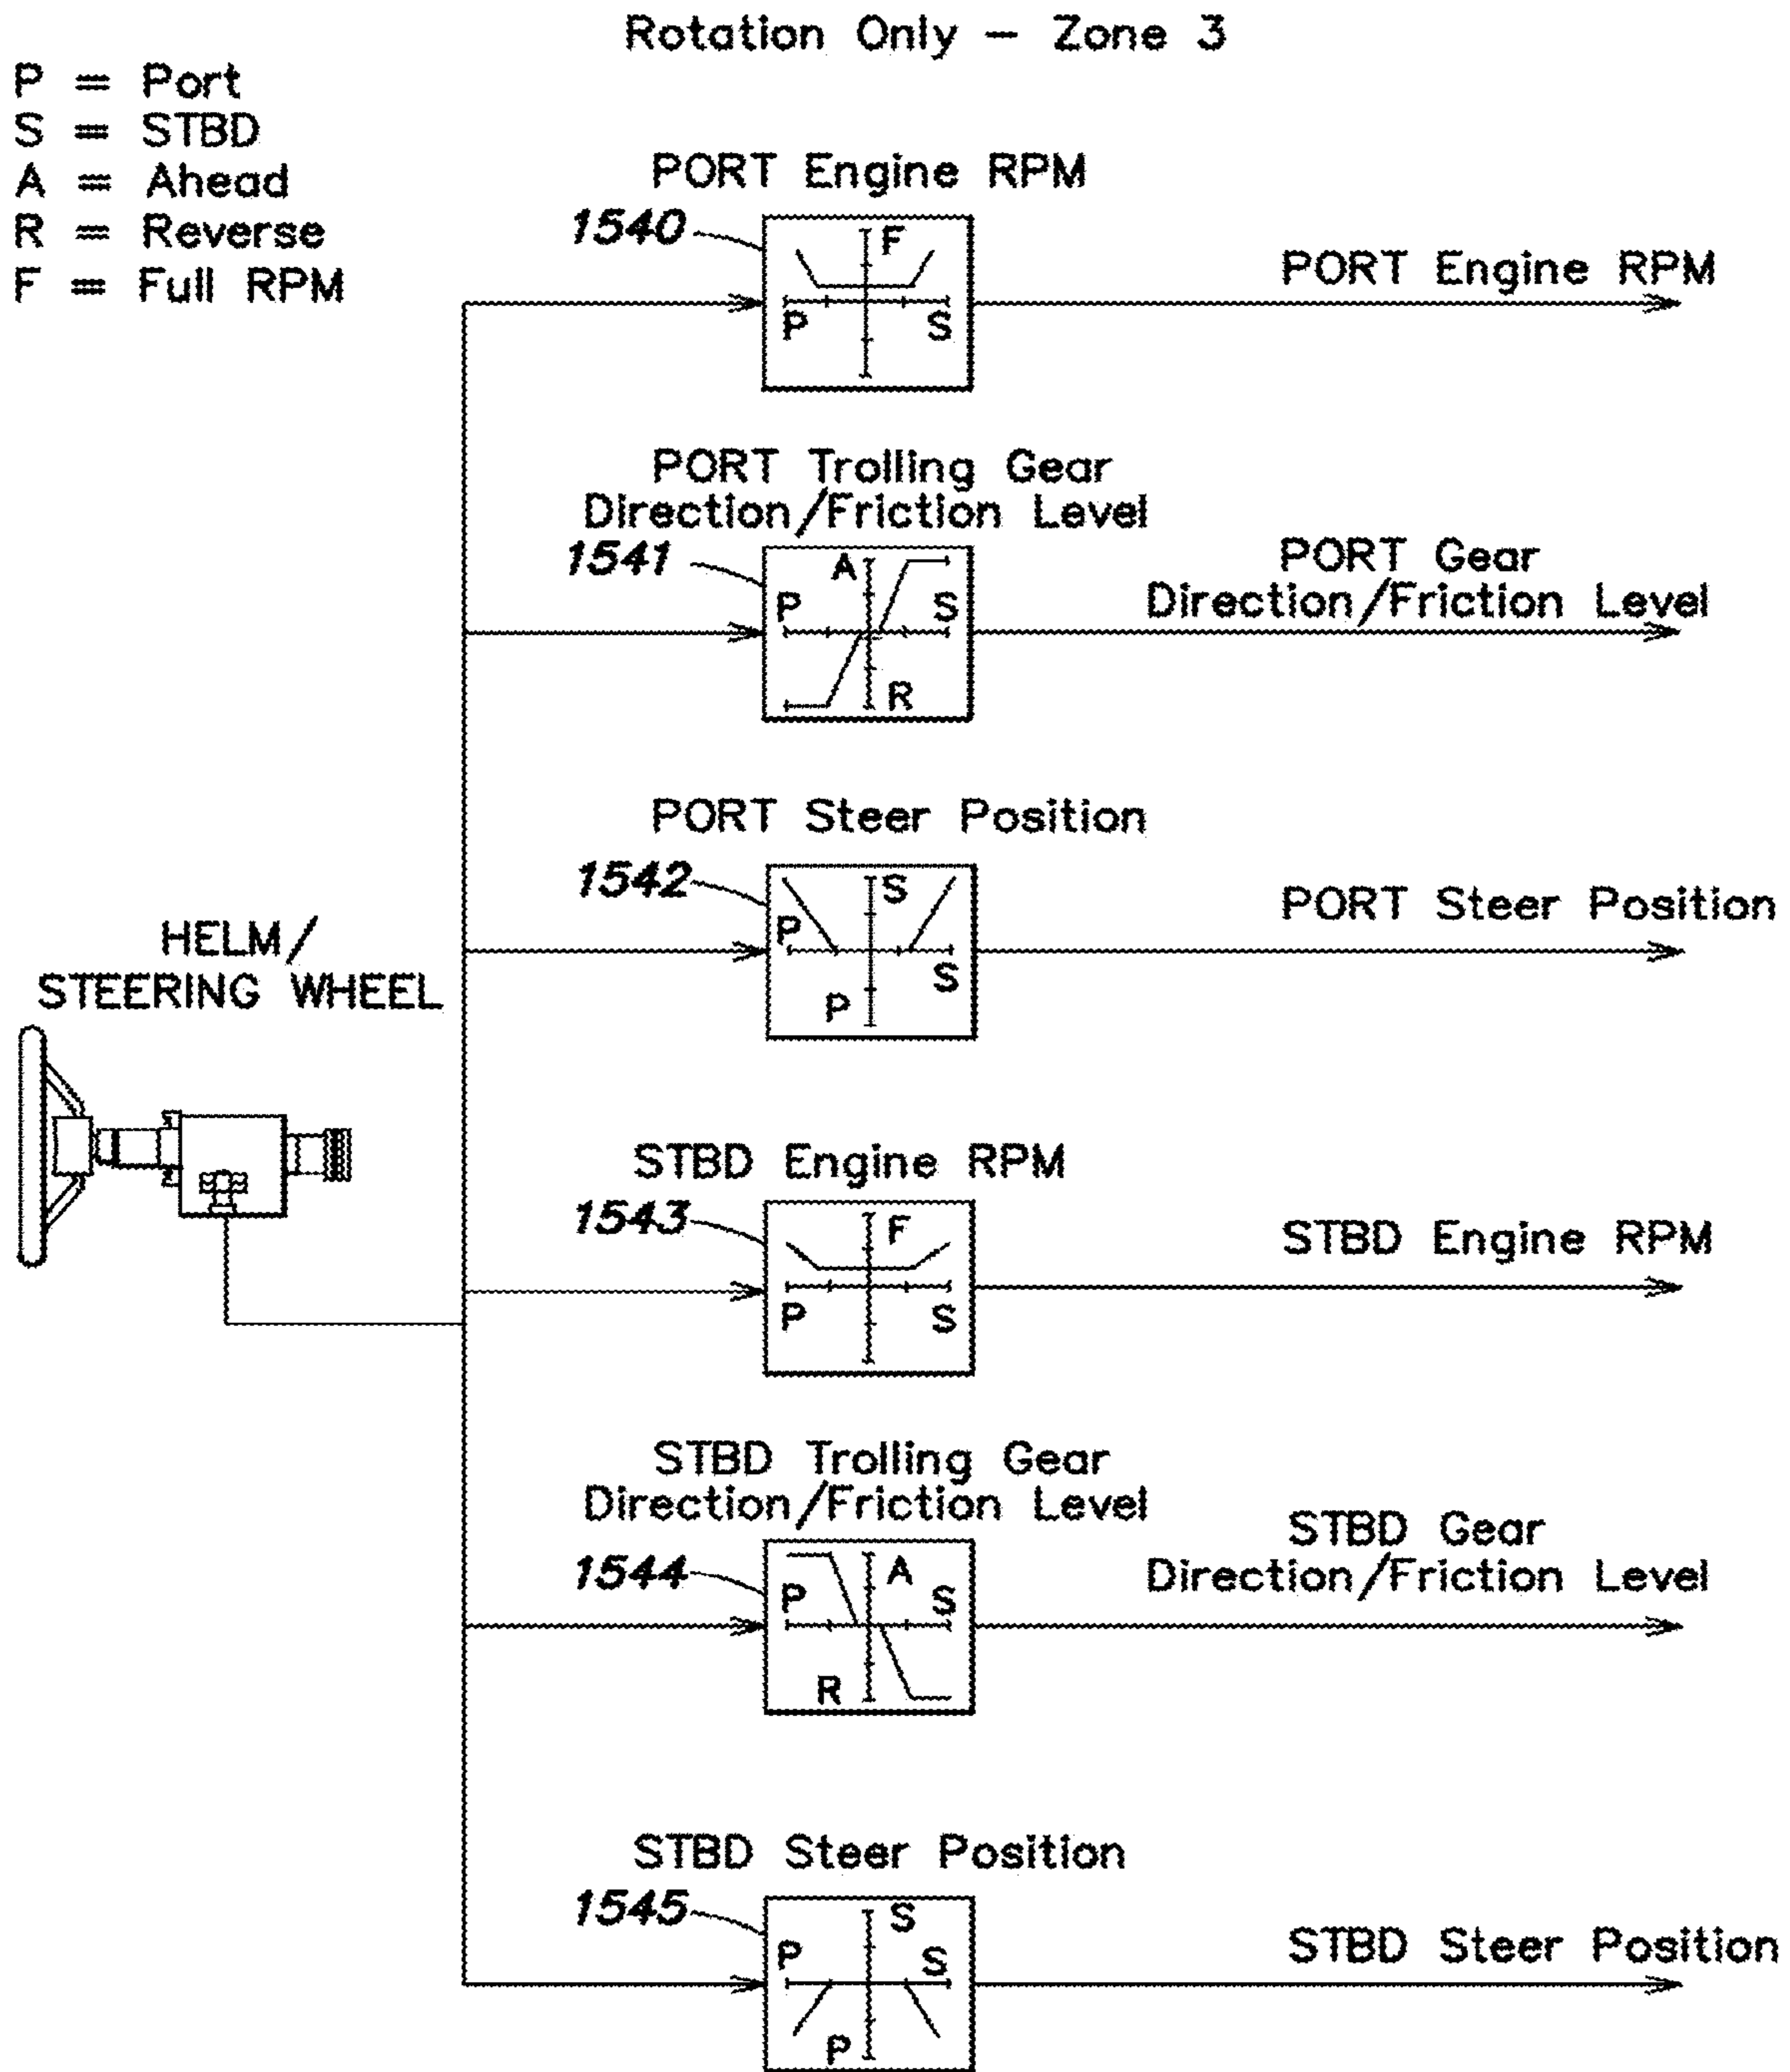 Rotation Only – Zone 3
P = Port
S = STBD
A = Ahead
R = Reverse
F = Full RPM
PORT Engine RPM
1540
F
P
S
PORT Engine RPM
PORT Trolling Gear
Direction/Friction Level
1541
A
P
S
R
PORT Gear
Direction/Friction Level
PORT Steer Position
1542
S
P
S
P
PORT Steer Position
HELM/
STEERING WHEEL
STBD Engine RPM
1543
F
P
S
STBD Engine RPM
STBD Trolling Gear
Direction/Friction Level
1544
A
P
S
R
STBD Gear
Direction/Friction Level
STBD Steer Position
1545
S
P
S
P
STBD Steer Position